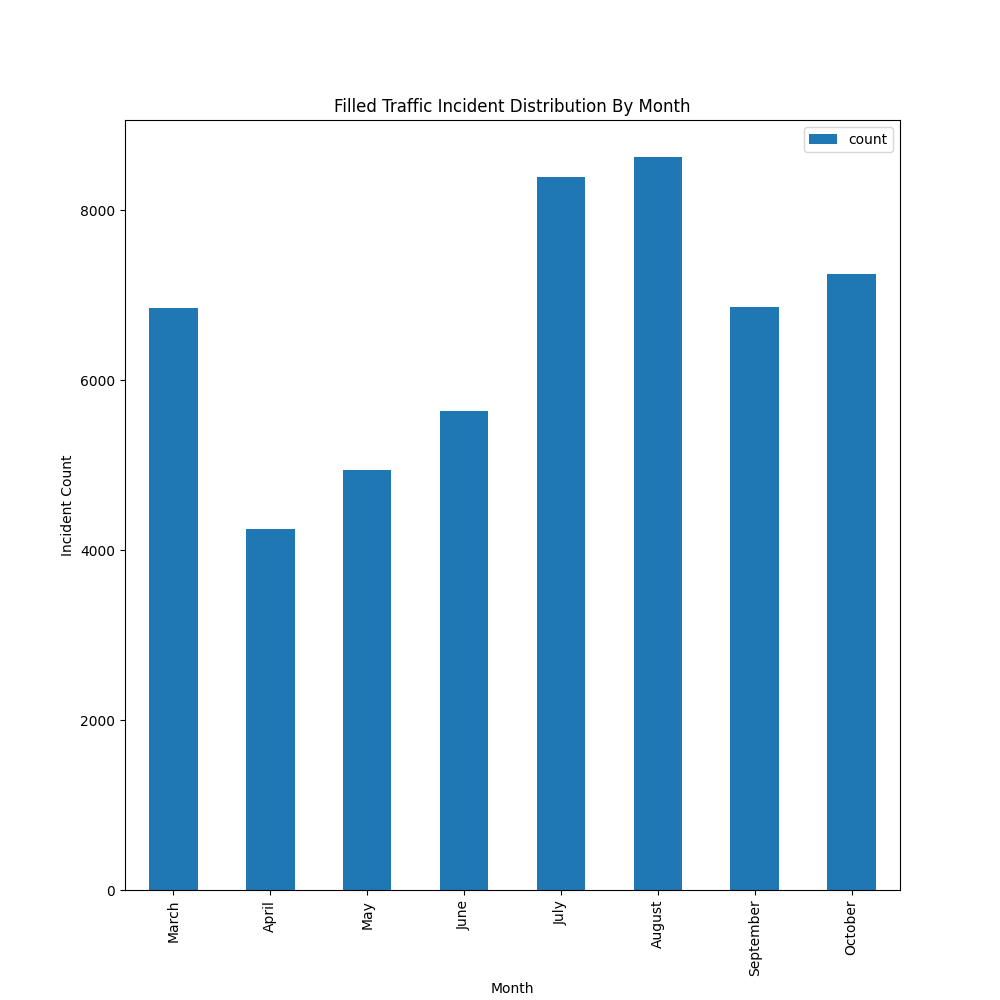 Filled Traffic Incident Distribution By Month
count
8000
6000
4000
2000
0
Incident Count
March
April
May
June
July
August
September
October
Month